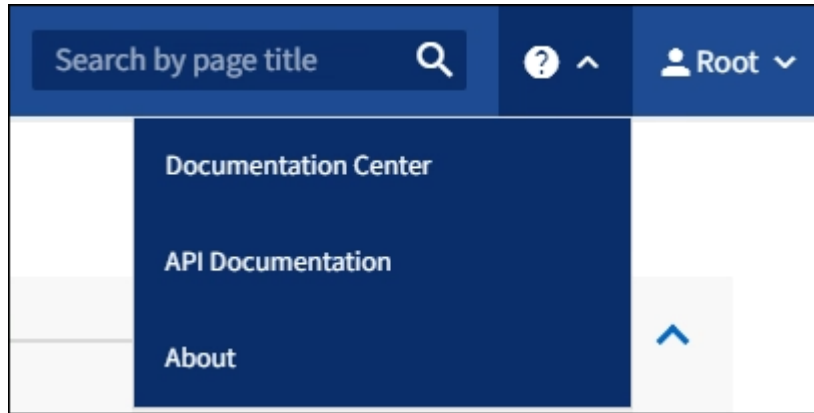 Search by page title
Root
Documentation Center
API Documentation
About